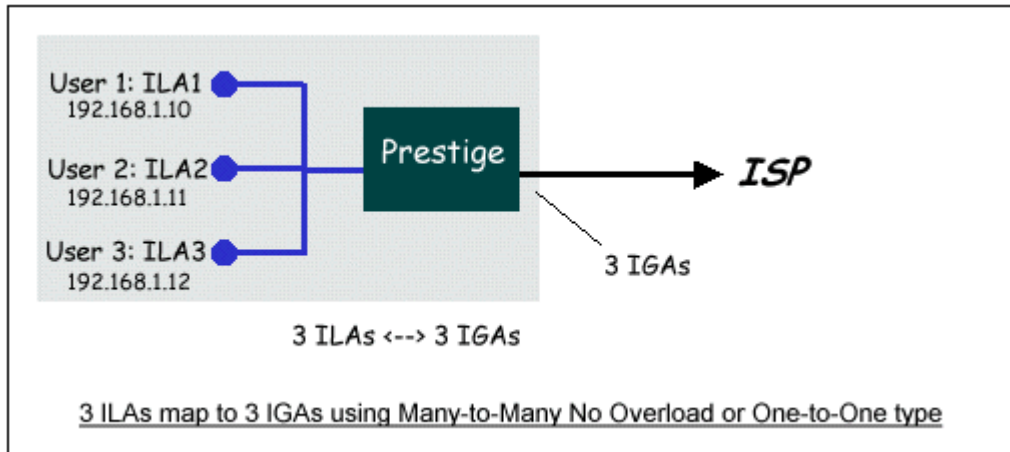 User 1: ILA1
192.168.1.10
User 2: ILA2
192.168.1.11
User 3: ILA3
192.168.1.12
Prestige
ISP
3 IGAs
3 ILAs <--> 3 IGAs
3 ILAs map to 3 IGAs using Many-to-Many No Overload or One-to-One type